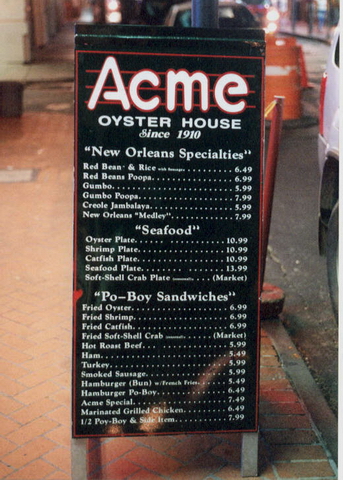 Acme
OYSTER HOUSE
Since 1910
"New Orleans Specialties"
Red Bean & Rice with Sausage........6.49
Red Beans Poopa........5.99
Gumbo........5.99
Gumbo Poopa........7.99
Creole Jambalaya........5.99
New Orleans "Medley"........7.99
"Seafood"
Oyster Plate........10.99
Shrimp Plate........10.99
Catfish Plate........10.99
Seafood Plate........13.99
Soft-Shell Crab Plate (seasonal)...(Market)
"Po-Boy Sandwiches"
Fried Oyster........6.99
Fried Shrimp........6.99
Fried Catfish........6.99
Fried Soft-Shell Crab (seasonal)...(Market)
Hot Roast Beef........5.99
Ham........5.49
Turkey........5.99
Smoked Sausage........5.99
Hamburger (Bun) w/French Fries...5.49
Hamburger Po-Boy........6.49
Acme Special........7.49
Marinated Grilled Chicken........6.49
1/2 Poy-Boy & Side Item........7.99